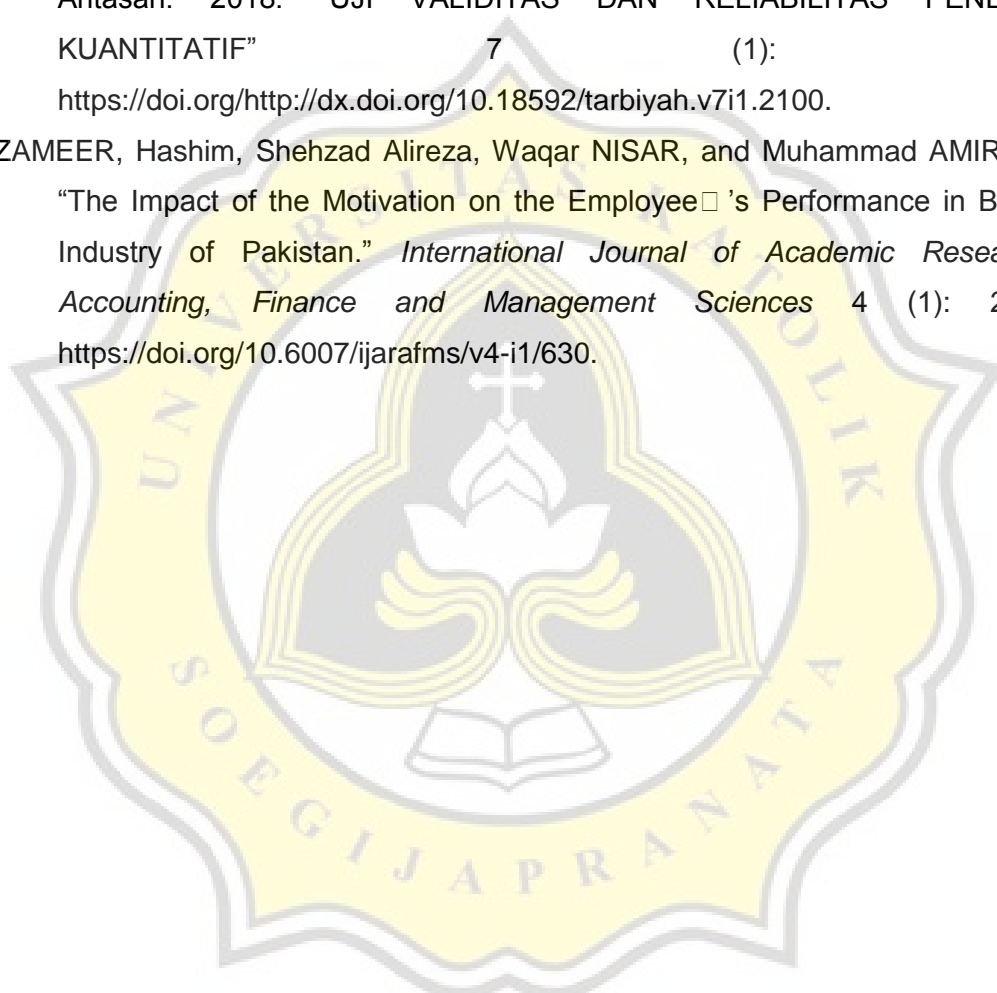 Antasari. 2018. “UJI VALIDITAS DAN RELIABILITAS
KUANTITATIF” 7 (1):
https://doi.org/http://dx.doi.org/10.18592/tarbiyah.v7i1.2100.
ZAMEER, Hashim, Shehzad Alireza, Waqar NISAR, and Muhammad AMIR
“The Impact of the Motivation on the Employee□ ’s Performance in
Industry of Pakistan.” International Journal of Academic
Accounting, Finance and Management Sciences 4 (1):
https://doi.org/10.6007/ijarafms/v4-i1/630.
UNIVERSITAS KATOLIK
SOEGIJAPRANATA